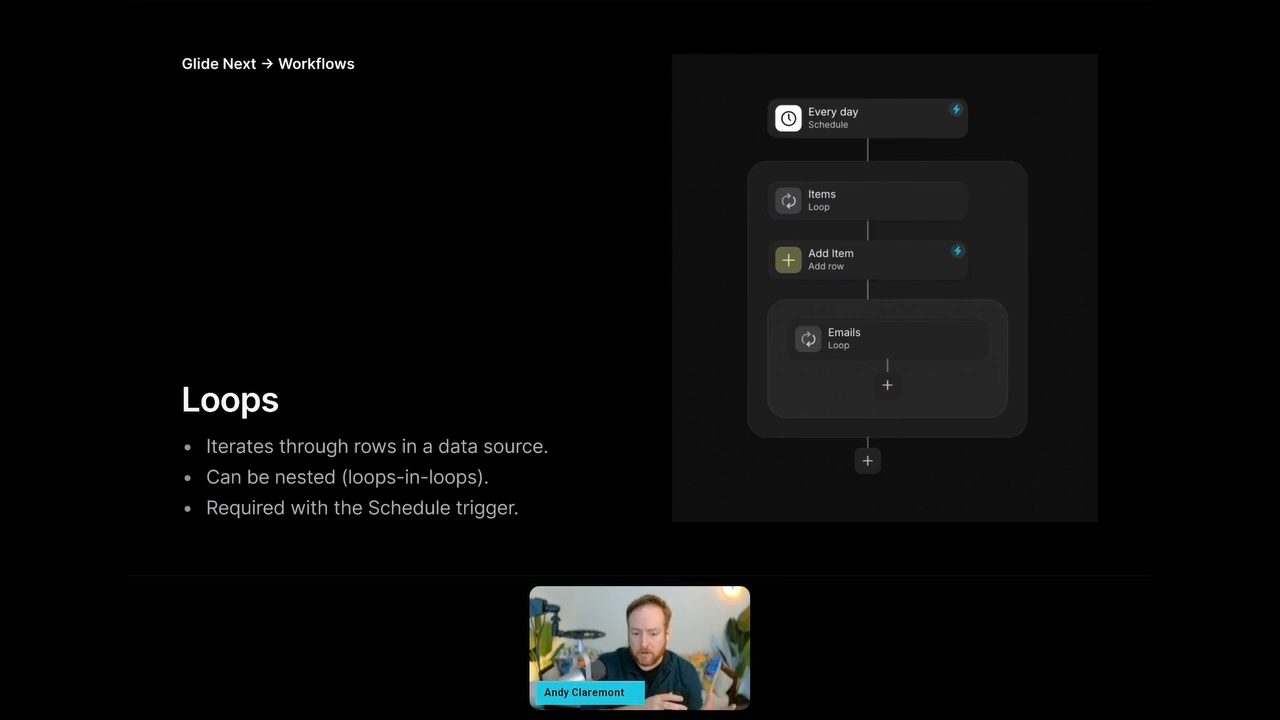 Glide Next → Workflows
Loops
• Iterates through rows in a data source.
• Can be nested (loops-in-loops).
• Required with the Schedule trigger.
Every day
Schedule
Items
Loop
Add Item
Add row
Emails
Loop
Andy Claremont